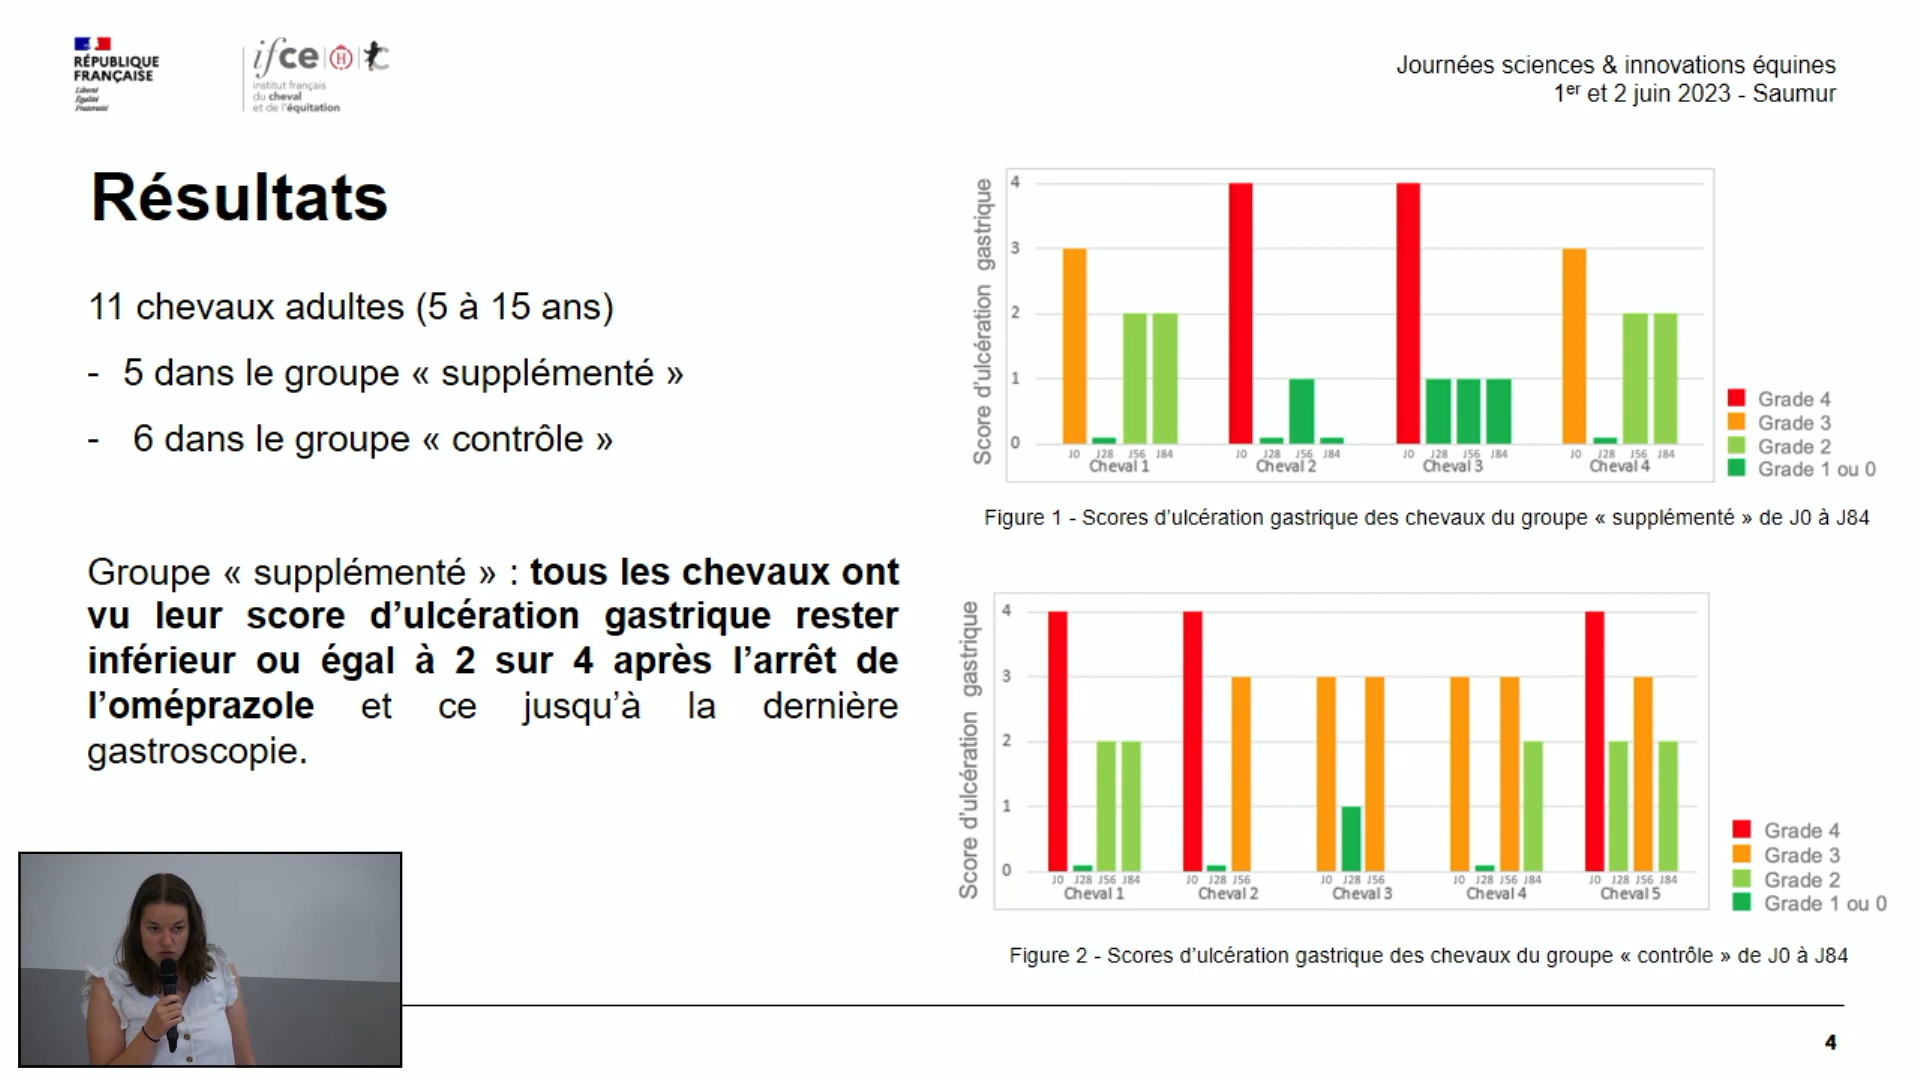 RÉPUBLIQUE
FRANÇAISE
Liberté
Égalité
Fraternité
ifce
institut français
du cheval
et de l'équitation
Journées sciences & innovations équines
1er et 2 juin 2023 - Saumur
Résultats
11 chevaux adultes (5 à 15 ans)
- 5 dans le groupe « supplémenté »
- 6 dans le groupe « contrôle »
Groupe « supplémenté » : tous les chevaux ont
vu leur score d’ulcération gastrique rester
inférieur ou égal à 2 sur 4 après l’arrêt de
l’oméprazole et ce jusqu’à la dernière
gastroscopie.
Score d’ulcération gastrique
4
3
2
1
0
J0 J28 J56 J84 J0 J28 J56 J84 J0 J28 J56 J84 J0 J28 J56 J84
Cheval 1 Cheval 2 Cheval 3 Cheval 4
Grade 4
Grade 3
Grade 2
Grade 1 ou 0
Figure 1 - Scores d’ulcération gastrique des chevaux du groupe « supplémenté » de J0 à J84
Score d’ulcération gastrique
4
3
2
1
0
J0 J28 J56 J84 J0 J28 J56 J0 J28 J56 J0 J28 J56 J84 J0 J28 J56 J84
Cheval 1 Cheval 2 Cheval 3 Cheval 4 Cheval 5
Grade 4
Grade 3
Grade 2
Grade 1 ou 0
Figure 2 - Scores d’ulcération gastrique des chevaux du groupe « contrôle » de J0 à J84
4